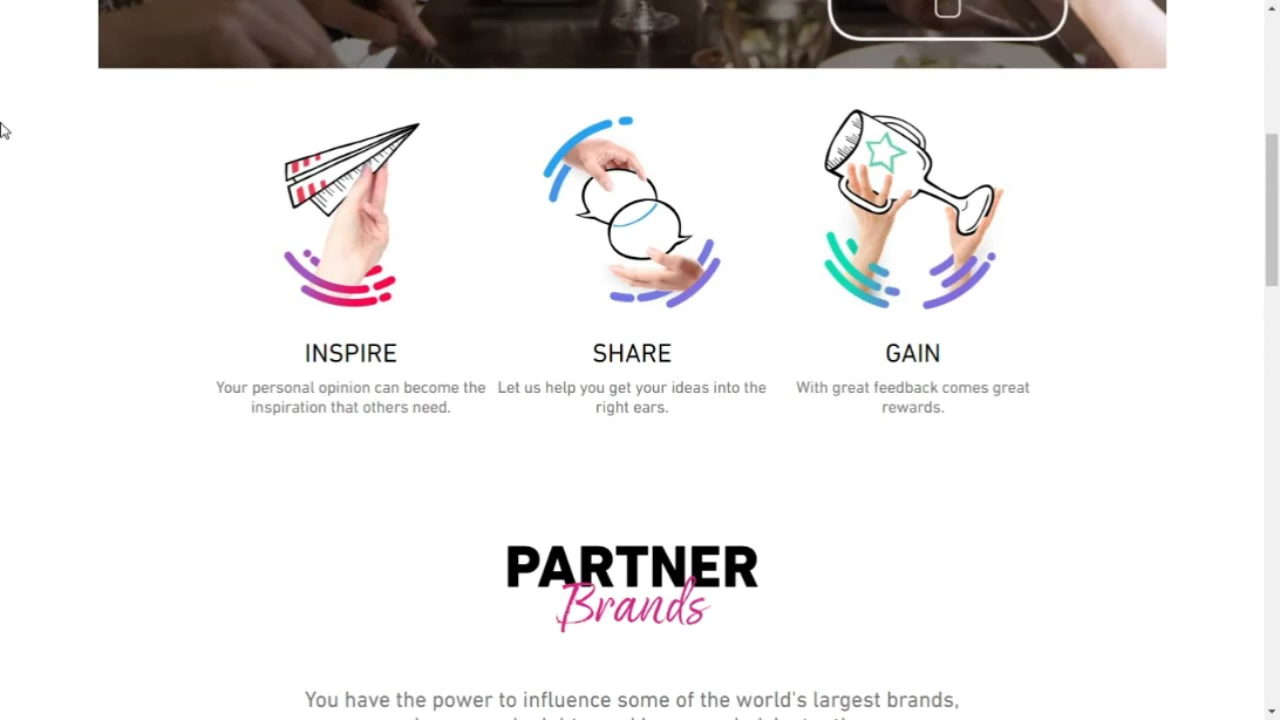 INSPIRE
Your personal opinion can become the
inspiration that others need.
SHARE
Let us help you get your ideas into the
right ears.
GAIN
With great feedback comes great
rewards.
PARTNER
Brands
You have the power to influence some of the world's largest brands,